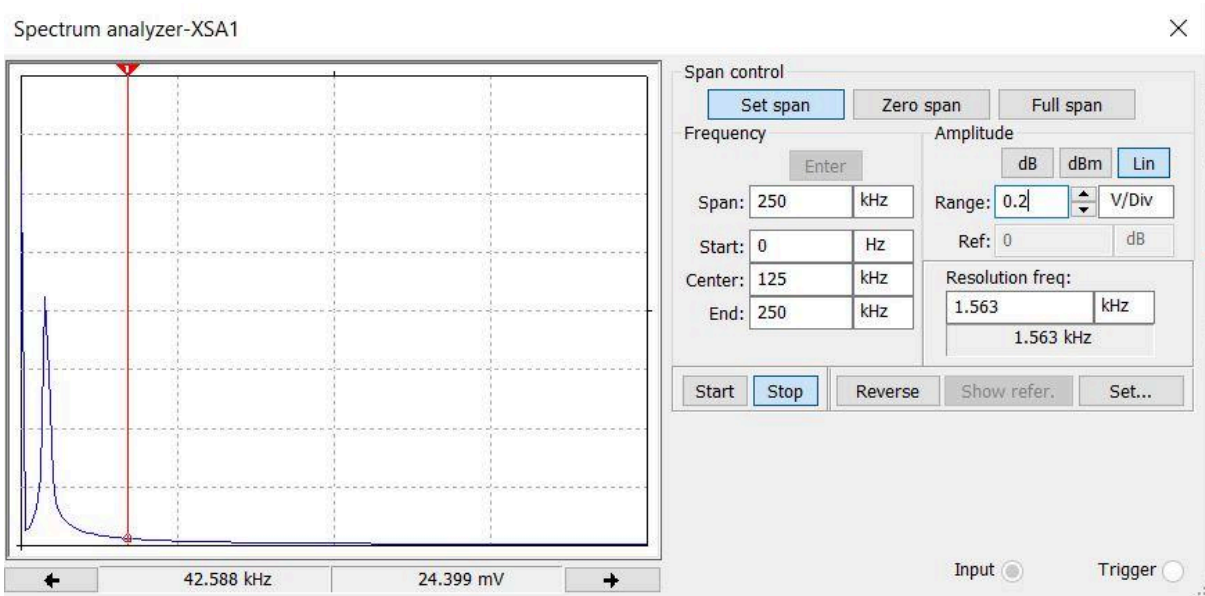 Spectrum analyzer-XSA1
1
Span control
Set span Zero span Full span
Frequency
Enter
Span: 250 kHz
Start: 0 Hz
Center: 125 kHz
End: 250 kHz
Amplitude
dB dBm Lin
Range: 0.2 V/Div
Ref: 0 dB
Resolution freq:
1.563 kHz
1.563 kHz
Start Stop Reverse Show refer. Set...
42.588 kHz 24.399 mV
Input Trigger